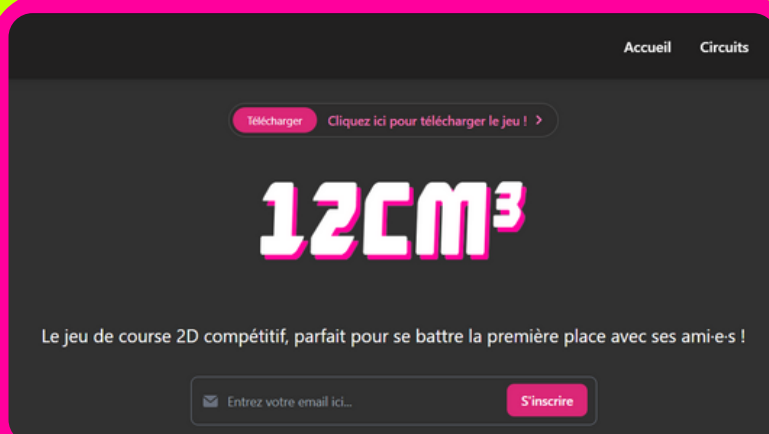 Accueil Circuits
Télécharger Cliquez ici pour télécharger le jeu !
12CM³
Le jeu de course 2D compétitif, parfait pour se battre la première place avec ses ami·e·s !
Entrez votre email ici... S'inscrire